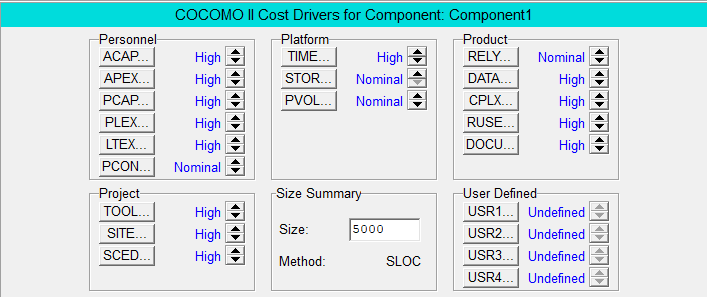 COCOMO II Cost Drivers for Component: Component1
Personnel
ACAP... High
APEX... High
PCAP... High
PLEX... High
LTEX... High
PCON... Nominal
Platform
TIME... High
STOR... Nominal
PVOL... Nominal
Product
RELY... Nominal
DATA... High
CPLX... High
RUSE... High
DOCU... High
Project
TOOL... High
SITE... High
SCED... High
Size Summary
Size: 5000
Method: SLOC
User Defined
USR1... Undefined
USR2... Undefined
USR3... Undefined
USR4... Undefined